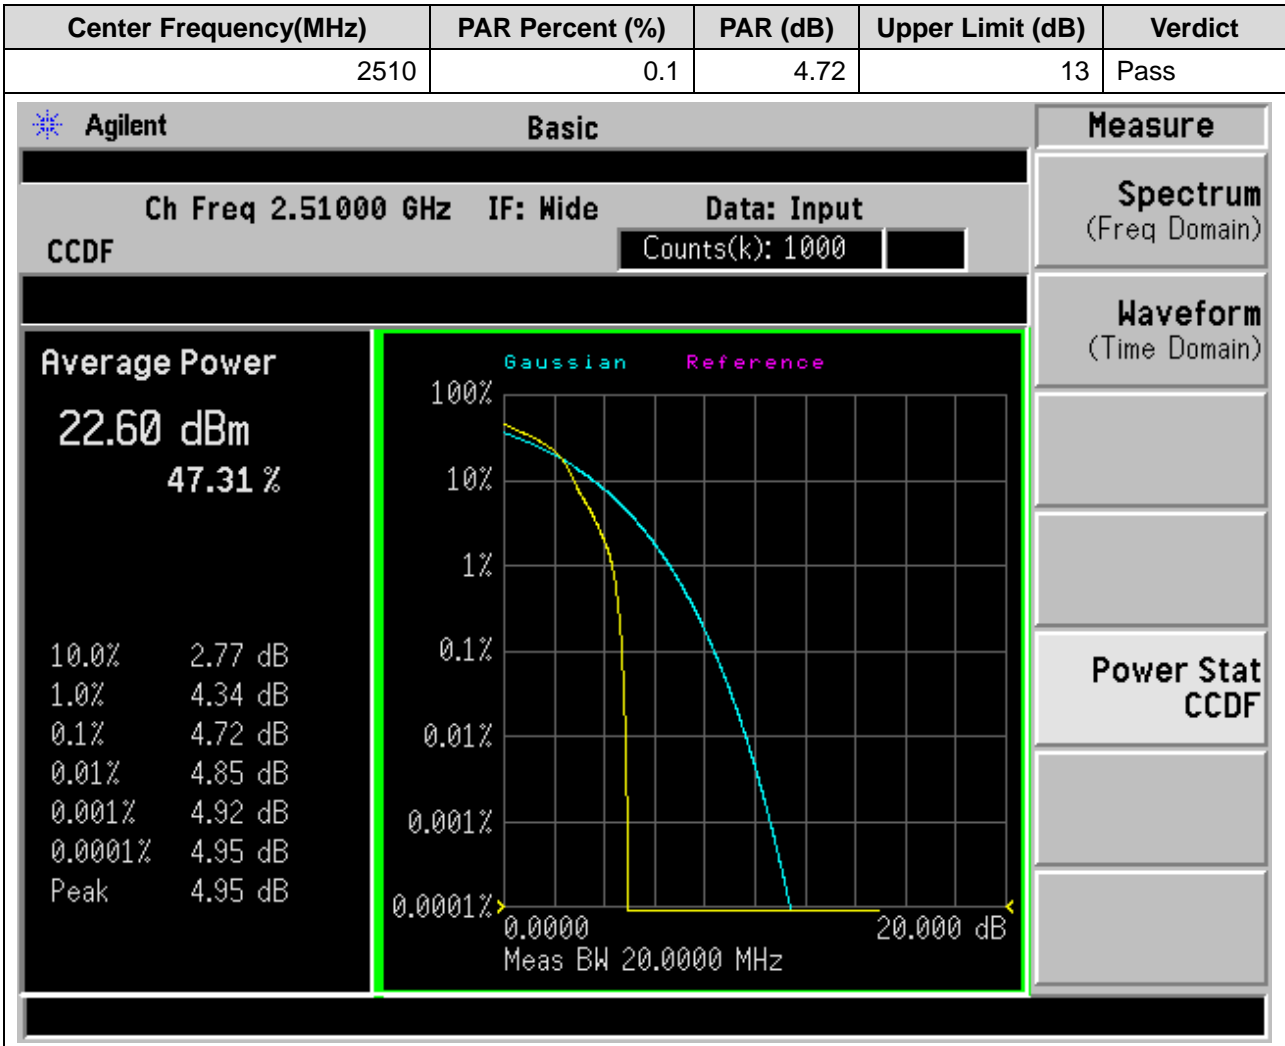 Center Frequency(MHz) PAR Percent (%) PAR (dB) Upper Limit (dB) Verdict
2510 0.1 4.72 13 Pass
Agilent Basic Measure
Ch Freq 2.51000 GHz IF: Wide Data: Input
CCDF Counts(k): 1000
Spectrum
(Freq Domain)
Waveform
(Time Domain)
Power Stat
CCDF
Average Power
22.60 dBm
47.31 %
10.0% 2.77 dB
1.0% 4.34 dB
0.1% 4.72 dB
0.01% 4.85 dB
0.001% 4.92 dB
0.0001% 4.95 dB
Peak 4.95 dB
Gaussian Reference
100%
10%
1%
0.1%
0.01%
0.001%
0.0001%
0.0000 20.000 dB
Meas BW 20.0000 MHz